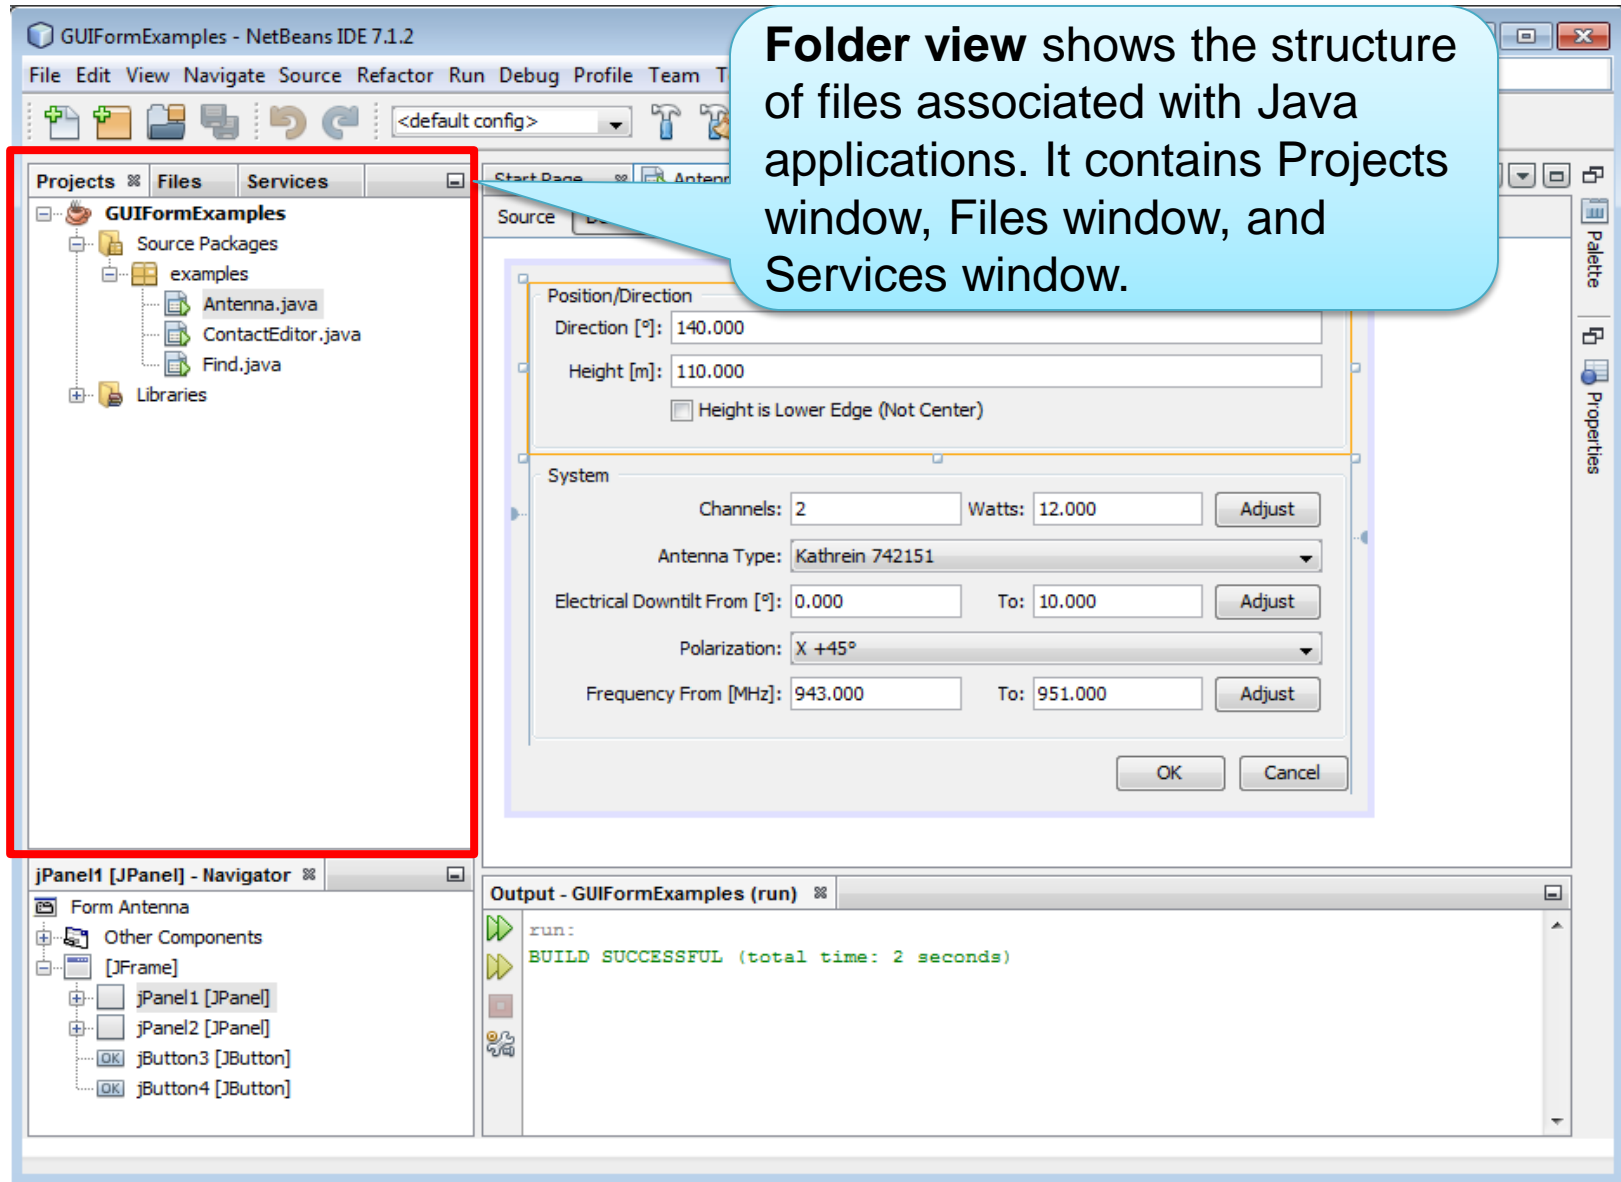 GUIFormExamples - NetBeans IDE 7.1.2
File Edit View Navigate Source Refactor Run Debug Profile Team
<default config>
Folder view shows the structure
of files associated with Java
applications. It contains Projects
window, Files window, and
Services window.
Projects Files Services
GUIFormExamples
Source Packages
examples
Antenna.java
ContactEditor.java
Find.java
Libraries
Start Page
Source
Position/Direction
Direction [º]: 140.000
Height [m]: 110.000
Height is Lower Edge (Not Center)
System
Channels: 2 Watts: 12.000 Adjust
Antenna Type: Kathrein 742151
Electrical Downtilt From [º]: 0.000 To: 10.000 Adjust
Polarization: X +45º
Frequency From [MHz]: 943.000 To: 951.000 Adjust
OK Cancel
Palette
Properties
jPanel1 [JPanel] - Navigator
Form Antenna
Other Components
[JFrame]
jPanel1 [JPanel]
jPanel2 [JPanel]
OK jButton3 [JButton]
OK jButton4 [JButton]
Output - GUIFormExamples (run)
run:
BUILD SUCCESSFUL (total time: 2 seconds)